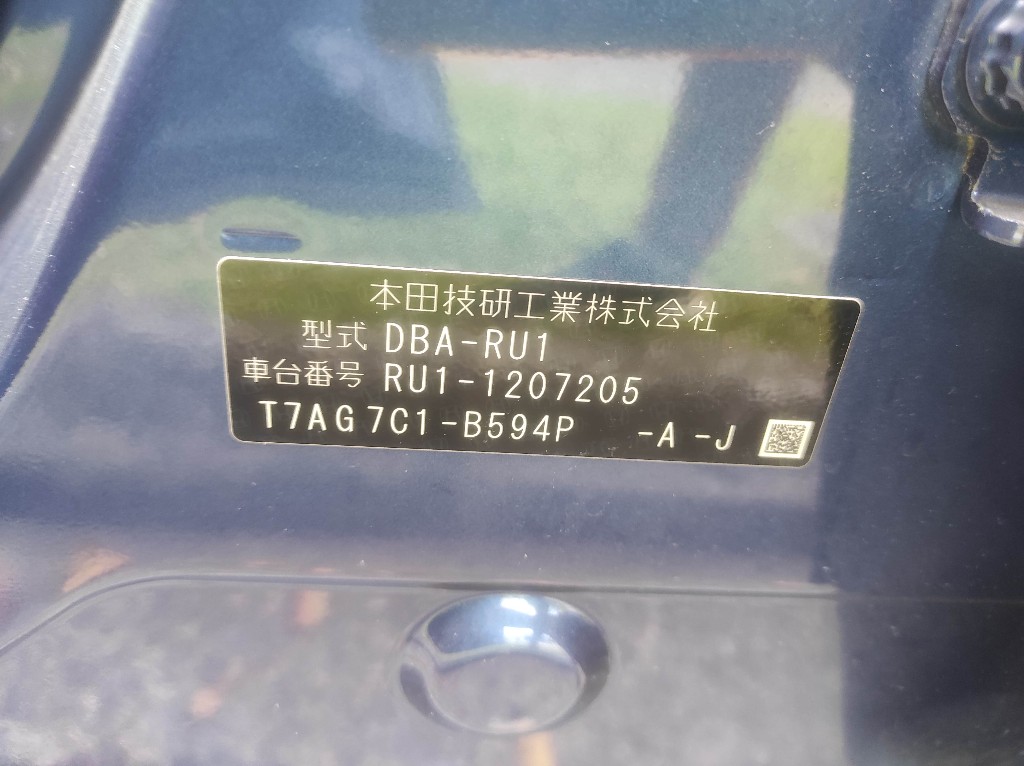 本田技研工業株式会社
型式 DBA-RU1
車台番号 RU1-1207205
T7AG7C1-B594P -A -J